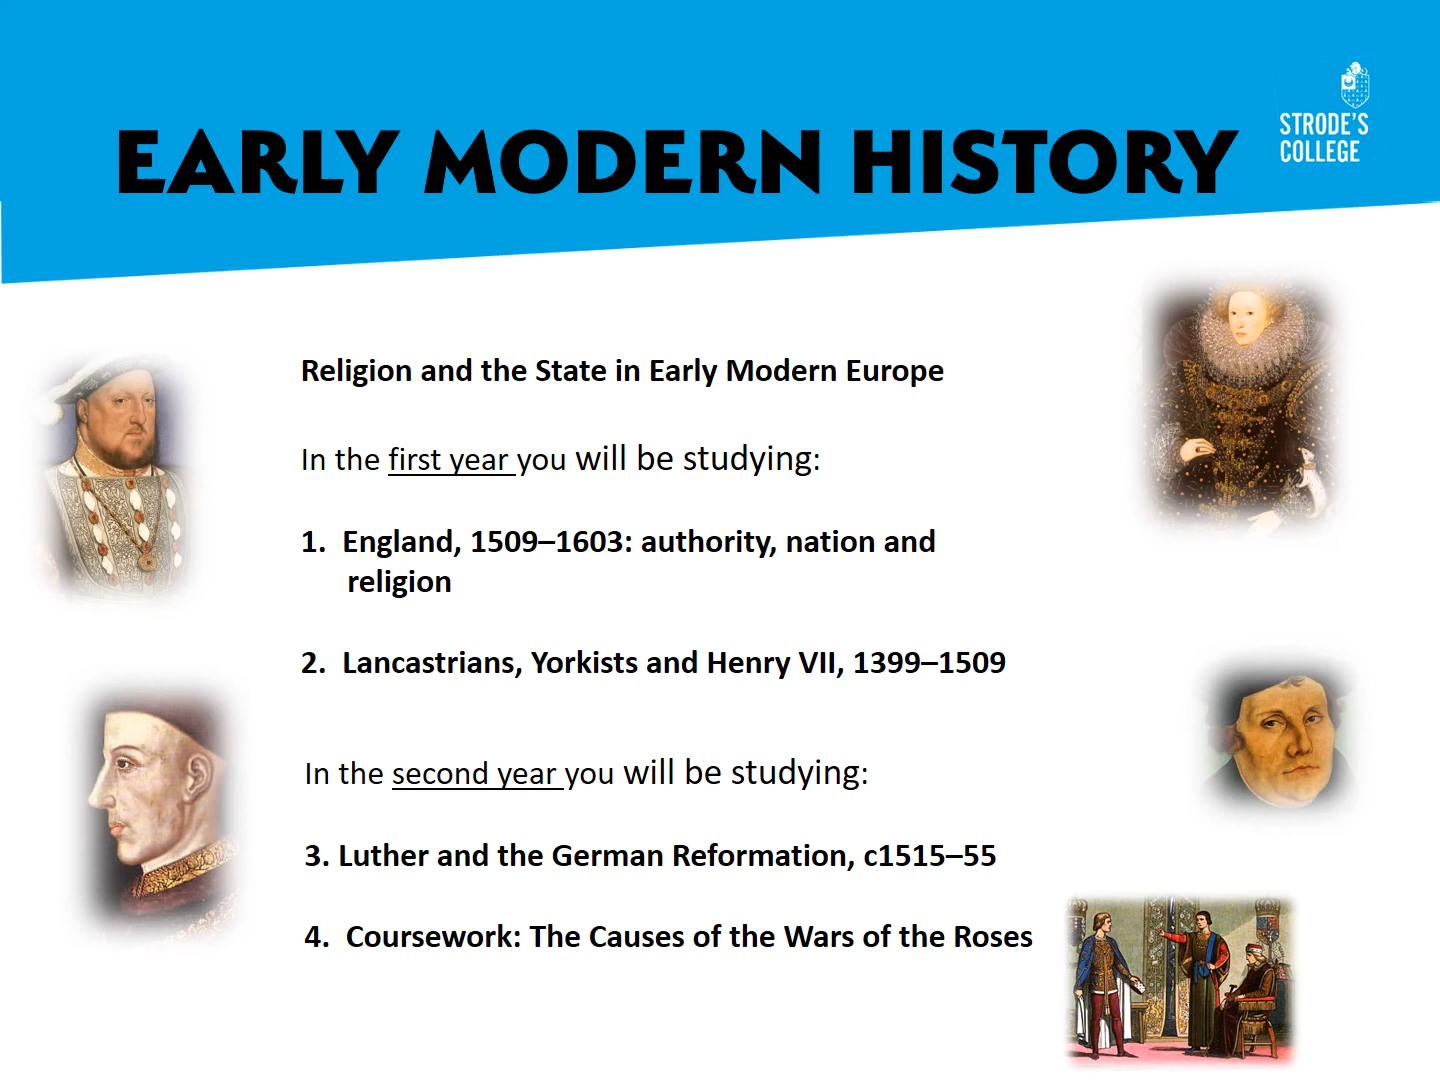 EARLY MODERN HISTORY
STRODE'S
COLLEGE
Religion and the State in Early Modern Europe
In the first year you will be studying:
1. England, 1509–1603: authority, nation and
religion
2. Lancastrians, Yorkists and Henry VII, 1399–1509
In the second year you will be studying:
3. Luther and the German Reformation, c1515–55
4. Coursework: The Causes of the Wars of the Roses